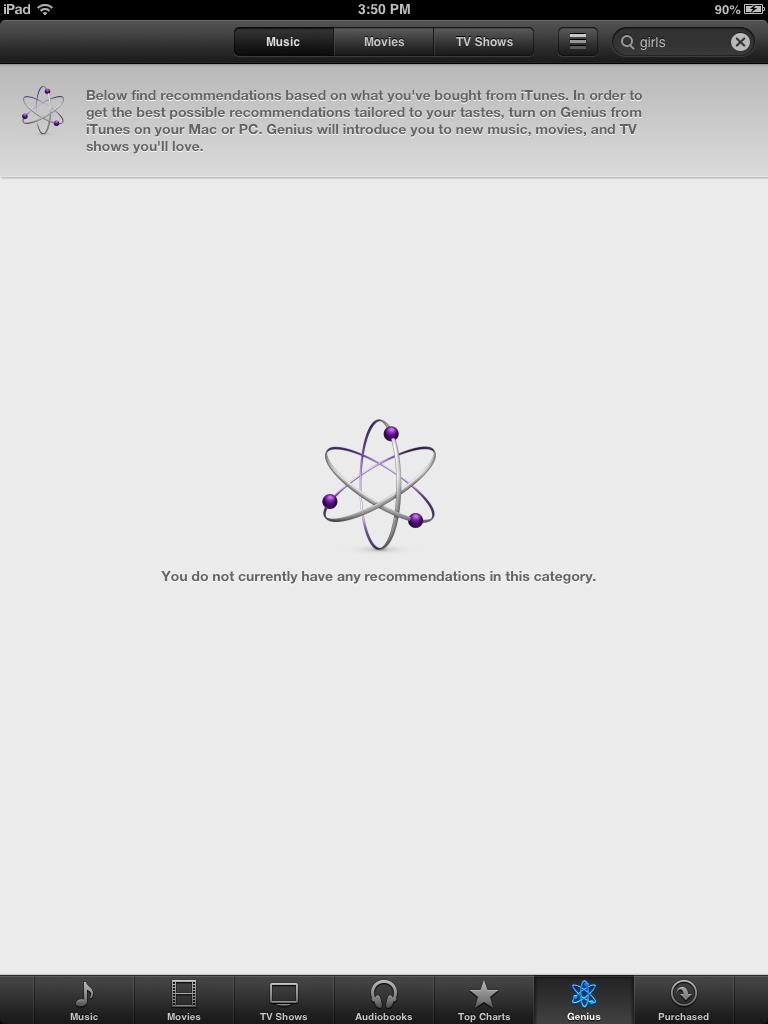 iPad 3:50 PM 90%
Music Movies TV Shows girls
Below find recommendations based on what you've bought from iTunes. In order to
get the best possible recommendations tailored to your tastes, turn on Genius from
iTunes on your Mac or PC. Genius will introduce you to new music, movies, and TV
shows you'll love.
You do not currently have any recommendations in this category.
Music Movies TV Shows Audiobooks Top Charts Genius Purchased